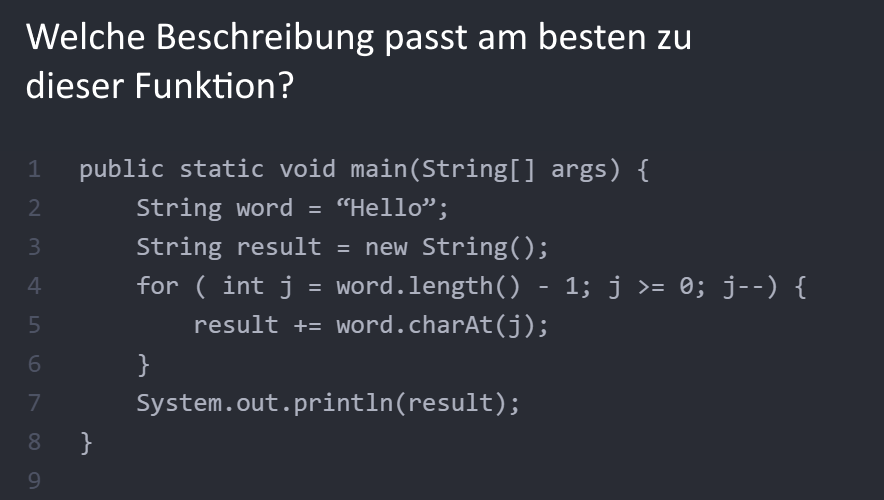 Welche Beschreibung passt am besten zu
dieser Funktion?
1 public static void main(String[] args) {
2 String word = “Hello”;
3 String result = new String();
4 for ( int j = word.length() - 1; j >= 0; j--) {
5 result += word.charAt(j);
6 }
7 System.out.println(result);
8 }
9